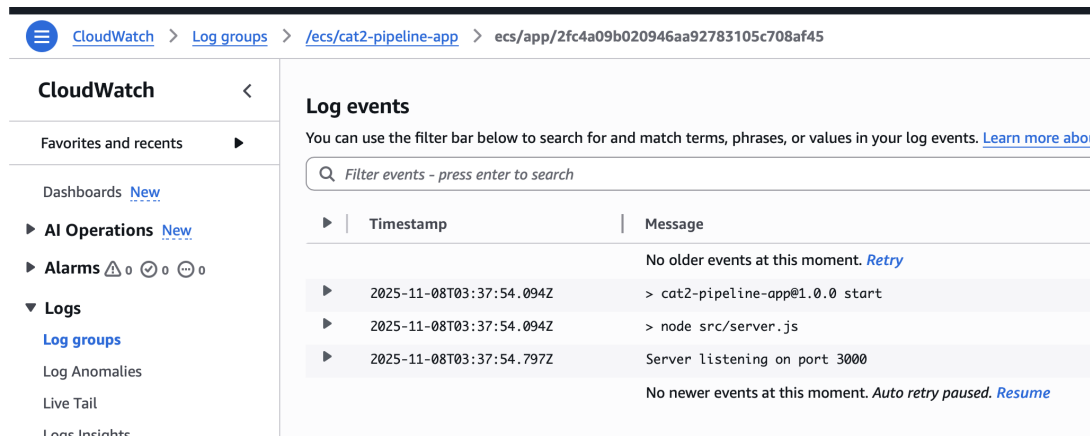 CloudWatch > Log groups > /ecs/cat2-pipeline-app > ecs/app/2fc4a09b020946aa92783105c708af45
CloudWatch
Favorites and recents
Dashboards New
AI Operations New
Alarms 0 0 0
Logs
Log groups
Log Anomalies
Live Tail
Logs Insights
Log events
You can use the filter bar below to search for and match terms, phrases, or values in your log events. Learn more abo
Filter events - press enter to search
Timestamp Message
No older events at this moment. Retry
2025-11-08T03:37:54.094Z > cat2-pipeline-app@1.0.0 start
2025-11-08T03:37:54.094Z > node src/server.js
2025-11-08T03:37:54.797Z Server listening on port 3000
No newer events at this moment. Auto retry paused. Resume